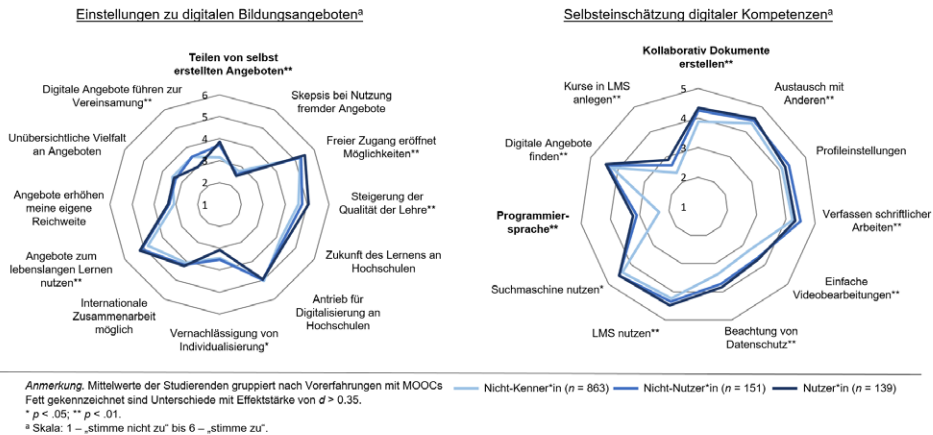 Einstellungen zu digitalen Bildungsangebotenᵃ
Teilen von selbst
erstellten Angeboten**
Skepsis bei Nutzung
fremder Angebote
Freier Zugang eröffnet
Möglichkeiten**
Steigerung der
Qualität der Lehre**
Zukunft des Lernens an
Hochschulen
Antrieb für
Digitalisierung an
Hochschulen
Vernachlässigung von
Individualisierung*
Internationale
Zusammenarbeit
möglich
Angebote zum
lebenslangen Lernen
nutzen**
Angebote erhöhen
meine eigene
Reichweite
Unübersichtliche Vielfalt
an Angeboten
Digitale Angebote führen zur
Vereinsamung**
6
5
4
3
2
1
Selbsteinschätzung digitaler Kompetenzenᵃ
Kollaborativ Dokumente
erstellen**
Austausch mit
Anderen**
Profileinstellungen
Verfassen schriftlicher
Arbeiten**
Einfache
Videobearbeitungen**
Beachtung von
Datenschutz**
LMS nutzen**
Suchmaschine nutzen*
Programmier-
sprache**
Digitale Angebote
finden**
Kurse in LMS
anlegen**
5
4
3
2
1
Anmerkung. Mittelwerte der Studierenden gruppiert nach Vorerfahrungen mit MOOCs
Fett gekennzeichnet sind Unterschiede mit Effektstärke von d > 0.35.
* p < .05; ** p < .01.
ᵃ Skala: 1 – „stimme nicht zu“ bis 6 – „stimme zu“.
Nicht-Kenner*in (n = 863)
Nicht-Nutzer*in (n = 151)
Nutzer*in (n = 139)